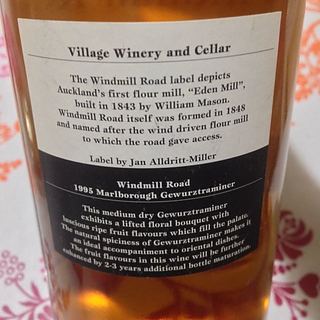 Village Winery and Cellar
The Windmill Road label depicts
Auckland's first flour mill, "Eden Mill",
built in 1843 by William Mason.
Windmill Road itself was formed in 1848
and named after the wind driven flour mill
to which the road gave access.
Label by Jan Alldritt-Miller
Windmill Road
1995 Marlborough Gewurztraminer
This medium dry Gewurztraminer
exhibits a lifted floral bouquet with
luscious ripe fruit flavours which fill the palate.
The natural spiciness of Gewurztraminer makes it
an ideal accompaniment to oriental dishes.
The fruit flavours in this wine will be further
enhanced by 2-3 years additional bottle maturation.